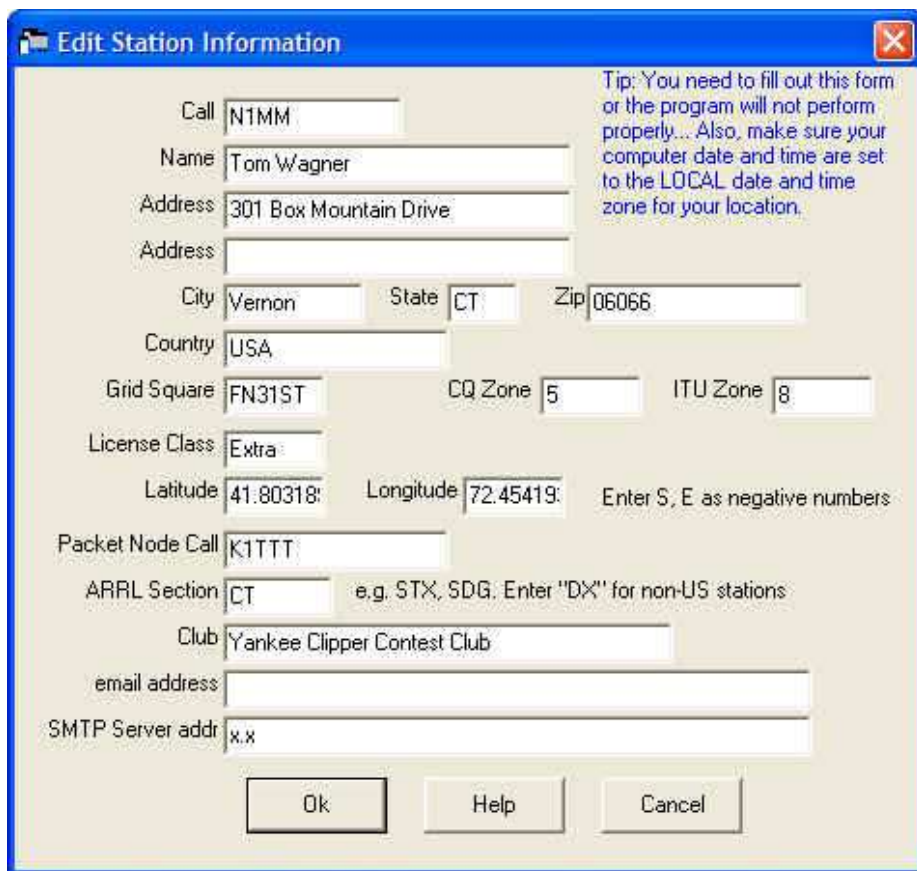 Edit Station Information
Tip: You need to fill out this form
or the program will not perform
properly... Also, make sure your
computer date and time are set
to the LOCAL date and time
zone for your location.
Call N1MM
Name Tom Wagner
Address 301 Box Mountain Drive
Address
City Vernon State CT Zip 06066
Country USA
Grid Square FN31ST CQ Zone 5 ITU Zone 8
License Class Extra
Latitude 41.80318 Longitude 72.45419 Enter S, E as negative numbers
Packet Node Call K1TTT
ARRL Section CT e.g. STX, SDG. Enter "DX" for non-US stations
Club Yankee Clipper Contest Club
email address
SMTP Server addr x.x
Ok Help Cancel